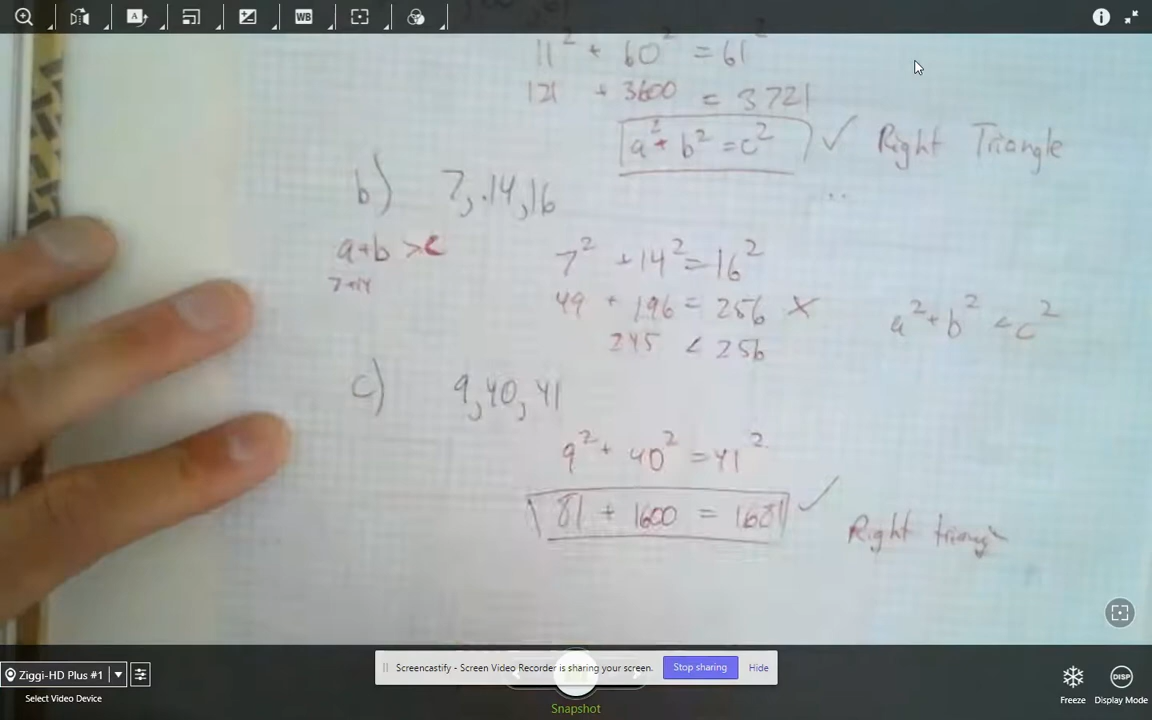 WB
11² + 60² = 61²
121 + 3600 = 3721
a² + b² = c² ✓ Right Triangle
b) 7, 14, 16
a+b > c
7+14
7² + 14² = 16²
49 + 196 = 256 X
a² + b² < c²
245 < 256
c) 9, 40, 41
9² + 40² = 41²
81 + 1600 = 1681 ✓
Right triangle
Ziggi-HD Plus #1
Select Video Device
Screencastify - Screen Video Recorder is sharing your screen.
Stop sharing
Hide
Snapshot
Freeze
DISP
Display Mode